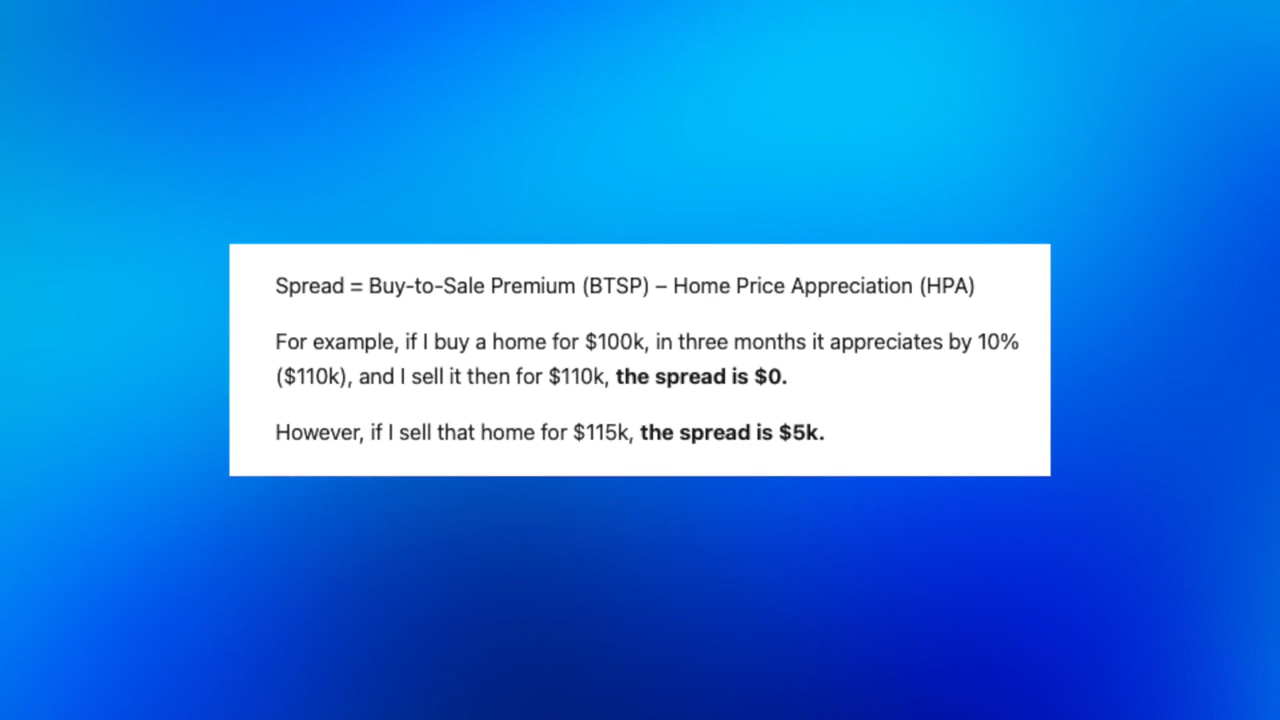 Spread = Buy-to-Sale Premium (BTSP) – Home Price Appreciation (HPA)
For example, if I buy a home for $100k, in three months it appreciates by 10%
($110k), and I sell it then for $110k, the spread is $0.
However, if I sell that home for $115k, the spread is $5k.